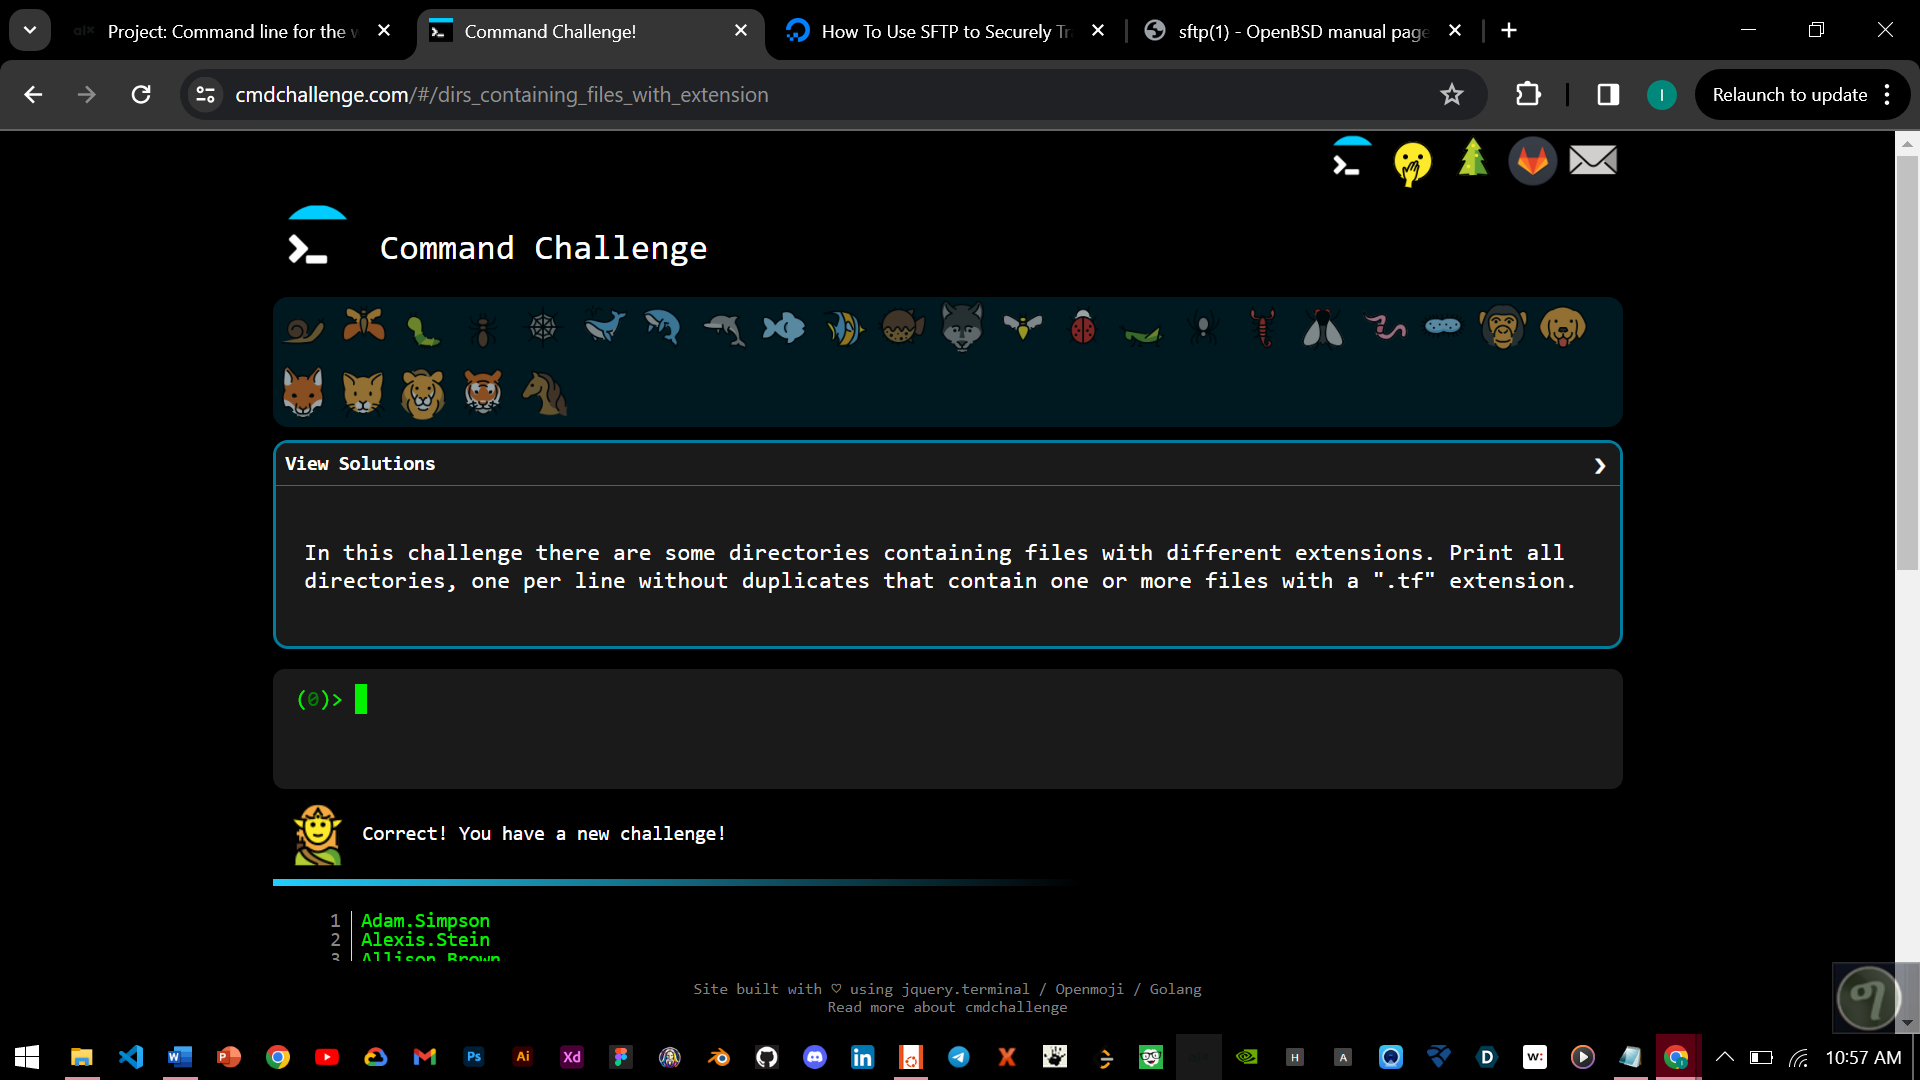 Project: Command line for the w
Command Challenge!
How To Use SFTP to Securely Tr
sftp(1) - OpenBSD manual page
cmdchallenge.com/#/dirs_containing_files_with_extension
I
Relaunch to update
Command Challenge
View Solutions
In this challenge there are some directories containing files with different extensions. Print all
directories, one per line without duplicates that contain one or more files with a ".tf" extension.
(0)>
Correct! You have a new challenge!
1 Adam.Simpson
2 Alexis.Stein
3 Allison.Brown
Site built with ♡ using jquery.terminal / Openmoji / Golang
Read more about cmdchallenge
10:57 AM